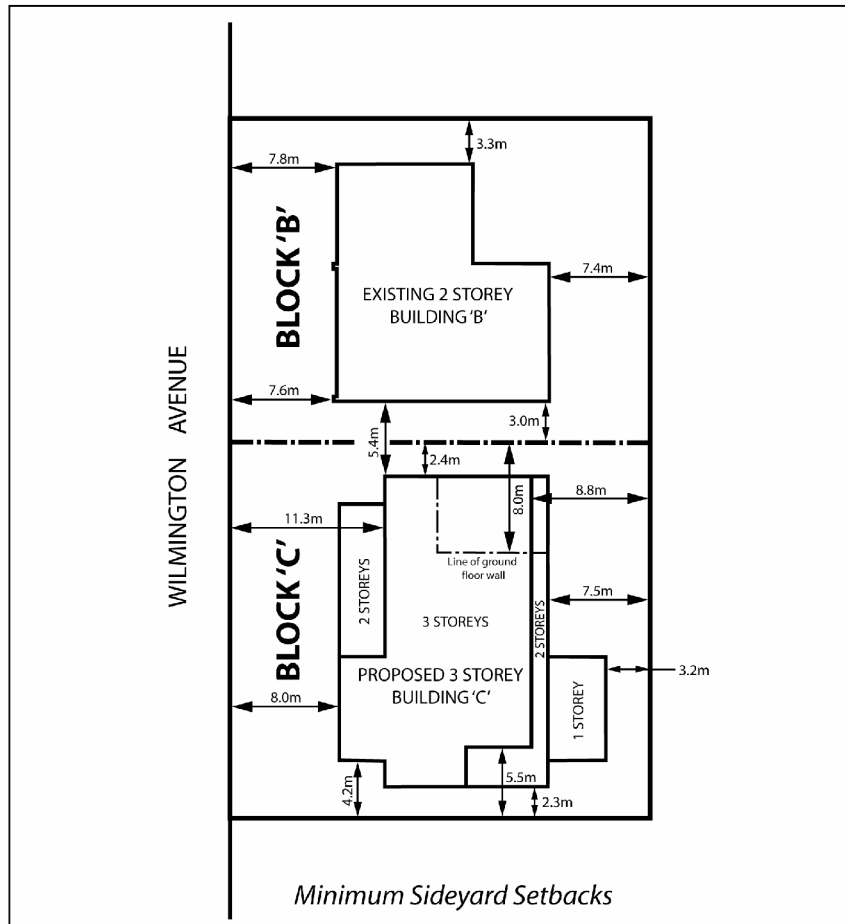 3.3m
7.8m
BLOCK 'B'
7.4m
EXISTING 2 STOREY
BUILDING 'B'
WILMINGTON AVENUE
7.6m
3.0m
5.4m
2.4m
8.0m
8.8m
11.3m
Line of ground
floor wall
BLOCK 'C'
2 STOREYS
3 STOREYS
2 STOREYS
7.5m
3.2m
PROPOSED 3 STOREY
BUILDING 'C'
8.0m
1 STOREY
4.2m
5.5m
2.3m
Minimum Sideyard Setbacks